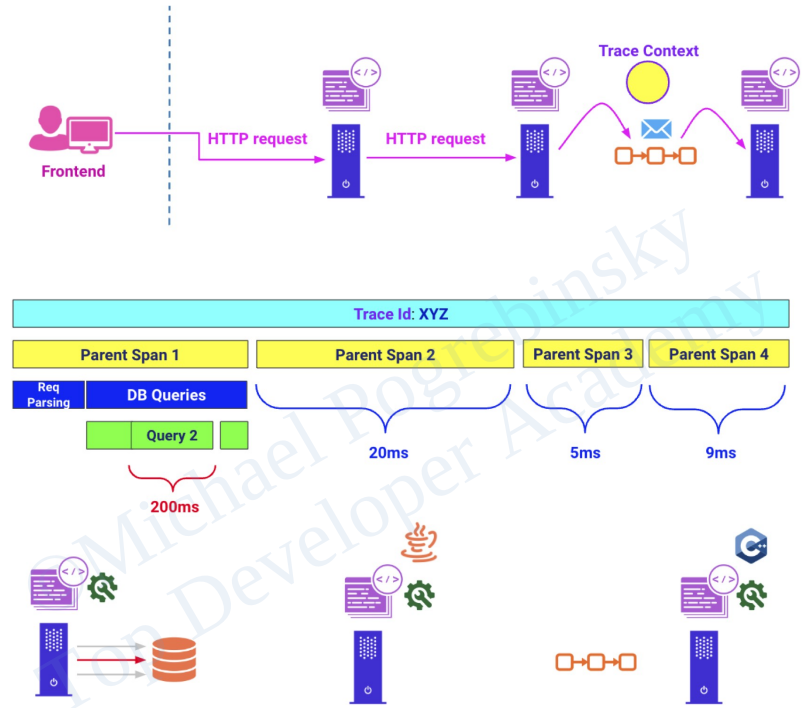 Trace Context
</>
</>
</>
HTTP request
HTTP request
Frontend
Trace Id: XYZ
Parent Span 1
Parent Span 2
Parent Span 3
Parent Span 4
Req
Parsing
DB Queries
Query 2
20ms
5ms
9ms
200ms
</>
</>
</>
C++
©Michael Pogrebinsky
Top Developer Academy